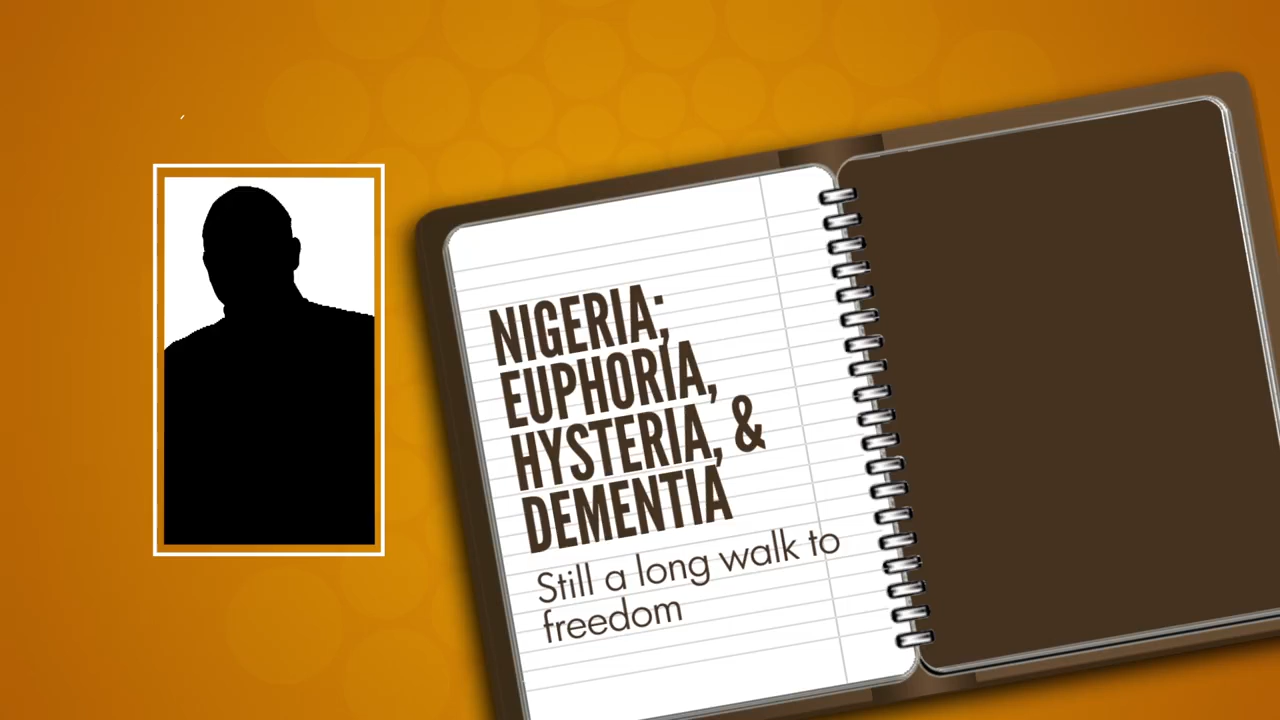 NIGERIA;
EUPHORIA,
HYSTERIA, &
DEMENTIA
Still a long walk to
freedom